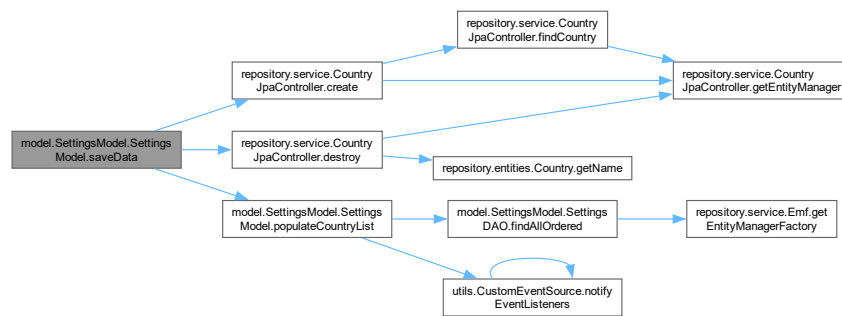 model.SettingsModel.Settings
Model.saveData
repository.service.Country
JpaController.create
repository.service.Country
JpaController.findCountry
repository.service.Country
JpaController.getEntityManager
repository.service.Country
JpaController.destroy
repository.entities.Country.getName
model.SettingsModel.Settings
Model.populateCountryList
model.SettingsModel.Settings
DAO.findAllOrdered
repository.service.Emf.get
EntityManagerFactory
utils.CustomEventSource.notify
EventListeners